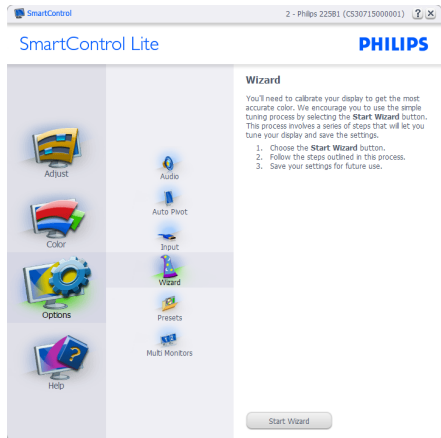 SmartControl
2 - Philips 225B1 (CS30715000001)
SmartControl Lite
PHILIPS
Adjust
Color
Options
Help
Audio
Auto Pivot
Input
Wizard
Presets
Multi Monitors
Wizard
You'll need to calibrate your display to get the most
accurate color. We encourage you to use the simple
tuning process by selecting the Start Wizard button.
This process involves a series of steps that will let you
tune your display and save the settings.
1. Choose the Start Wizard button.
2. Follow the steps outlined in this process.
3. Save your settings for future use.
Start Wizard